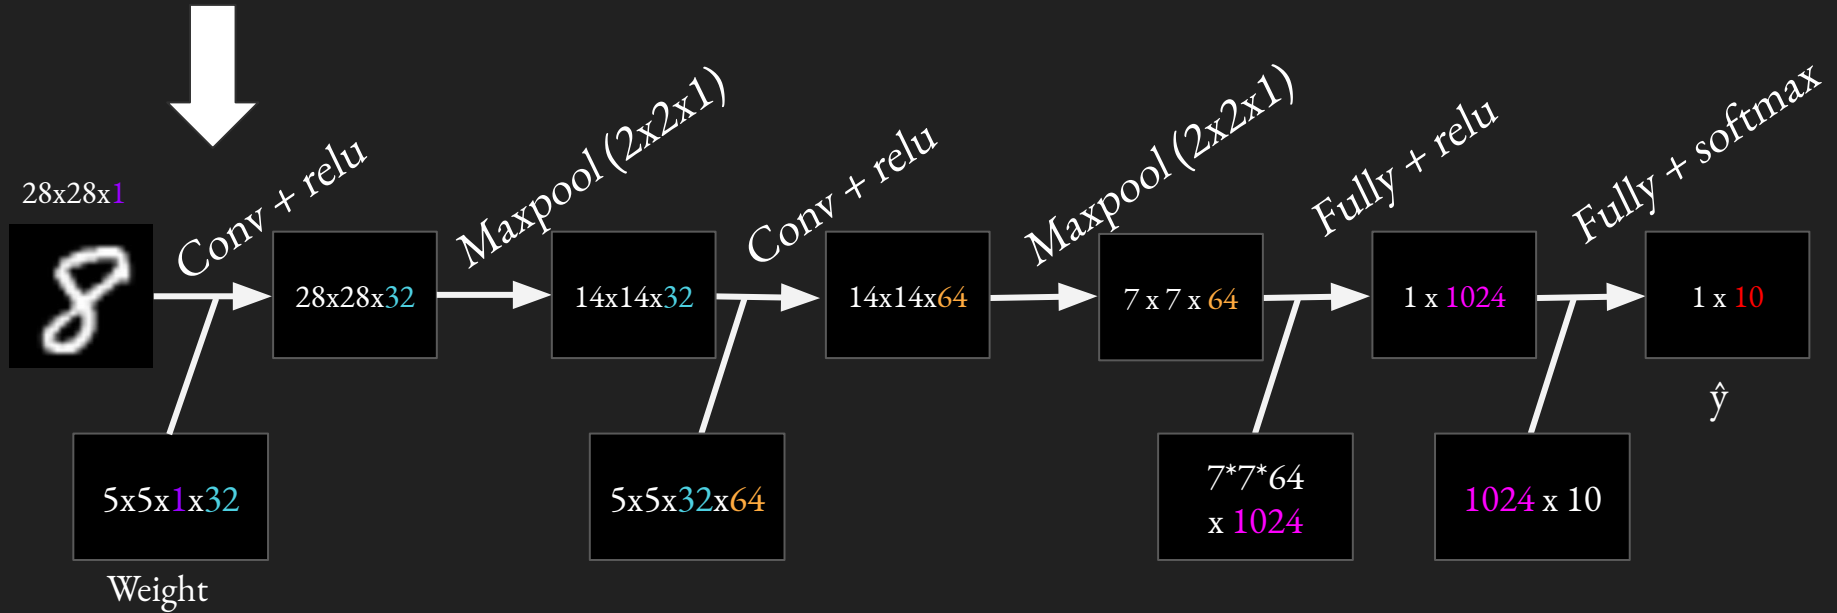 28x28x1
Conv + relu
Maxpool (2x2x1)
Conv + relu
Maxpool (2x2x1)
Fully + relu
Fully + softmax
28x28x32
14x14x32
14x14x64
7 x 7 x 64
1 x 1024
1 x 10
ŷ
5x5x1x32
5x5x32x64
7*7*64
x 1024
1024 x 10
Weight